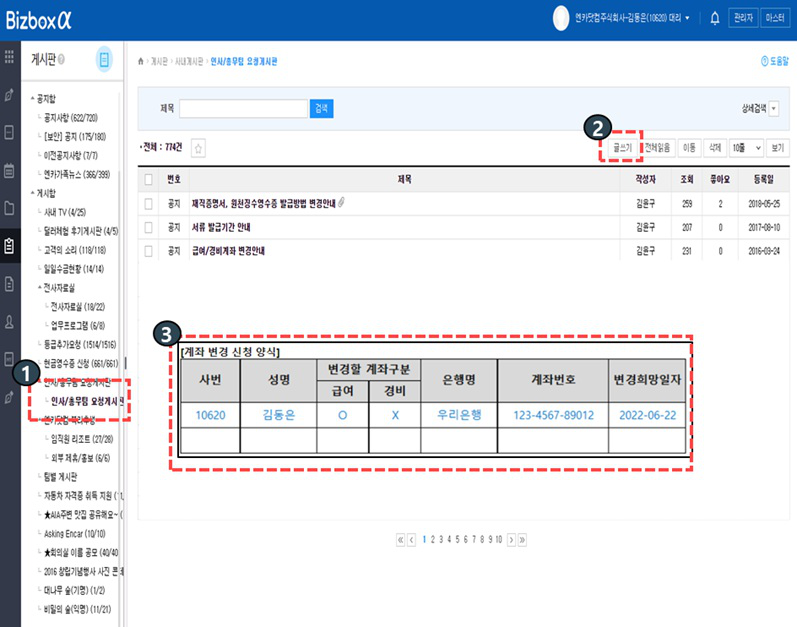 Bizbox α
엔카닷컴주식회사-김동은(10620) 대리
관리자
마스터
게시판
게시판 > 사내게시판 > 인사/총무팀 요청게시판
도움말
공지함
공지사항 (622/720)
[보안] 공지 (175/180)
이전공지사항 (7/7)
엔카가족뉴스 (366/399)
게시함
사내 TV (4/25)
딜러체험 후기게시판 (4/5)
고객의 소리 (118/118)
일일수금현황 (14/14)
전사자료실
전사자료실 (18/22)
업무프로그램 (6/8)
등급추가요청 (1514/1516)
현금영수증 신청 (661/661)
인사/총무팀 요청게시판
인사/총무팀 요청게시판
임직원 리조트 (27/28)
외부 제휴/홍보 (6/6)
팀별 게시판
자동차 자격증 취득 지원 (11,
★AIA주변 맛집 공유해요~ (
Asking Encar (10/10)
★회의실 이름 공모 (40/40
2016 창립기념행사 사진 콘테
대나무 숲(기명) (1/2)
비밀의 숲(익명) (11/21)
1
제목
검색
상세검색
2
전체 : 774건
글쓰기
전체읽음
이동
삭제
10줄
보기
번호 제목 작성자 조회 좋아요 등록일
공지 재직증명서, 원천징수영수증 발급방법 변경안내 김윤구 259 2 2018-05-25
공지 서류 발급기간 안내 김윤구 207 0 2017-08-10
공지 급여/경비계좌 변경안내 김윤구 231 0 2016-03-24
3
[계좌 변경 신청 양식]
사번 성명 변경할 계좌구분 은행명 계좌번호 변경희망일자
급여 경비
10620 김동은 O X 우리은행 123-4567-89012 2022-06-22
1 2 3 4 5 6 7 8 9 10